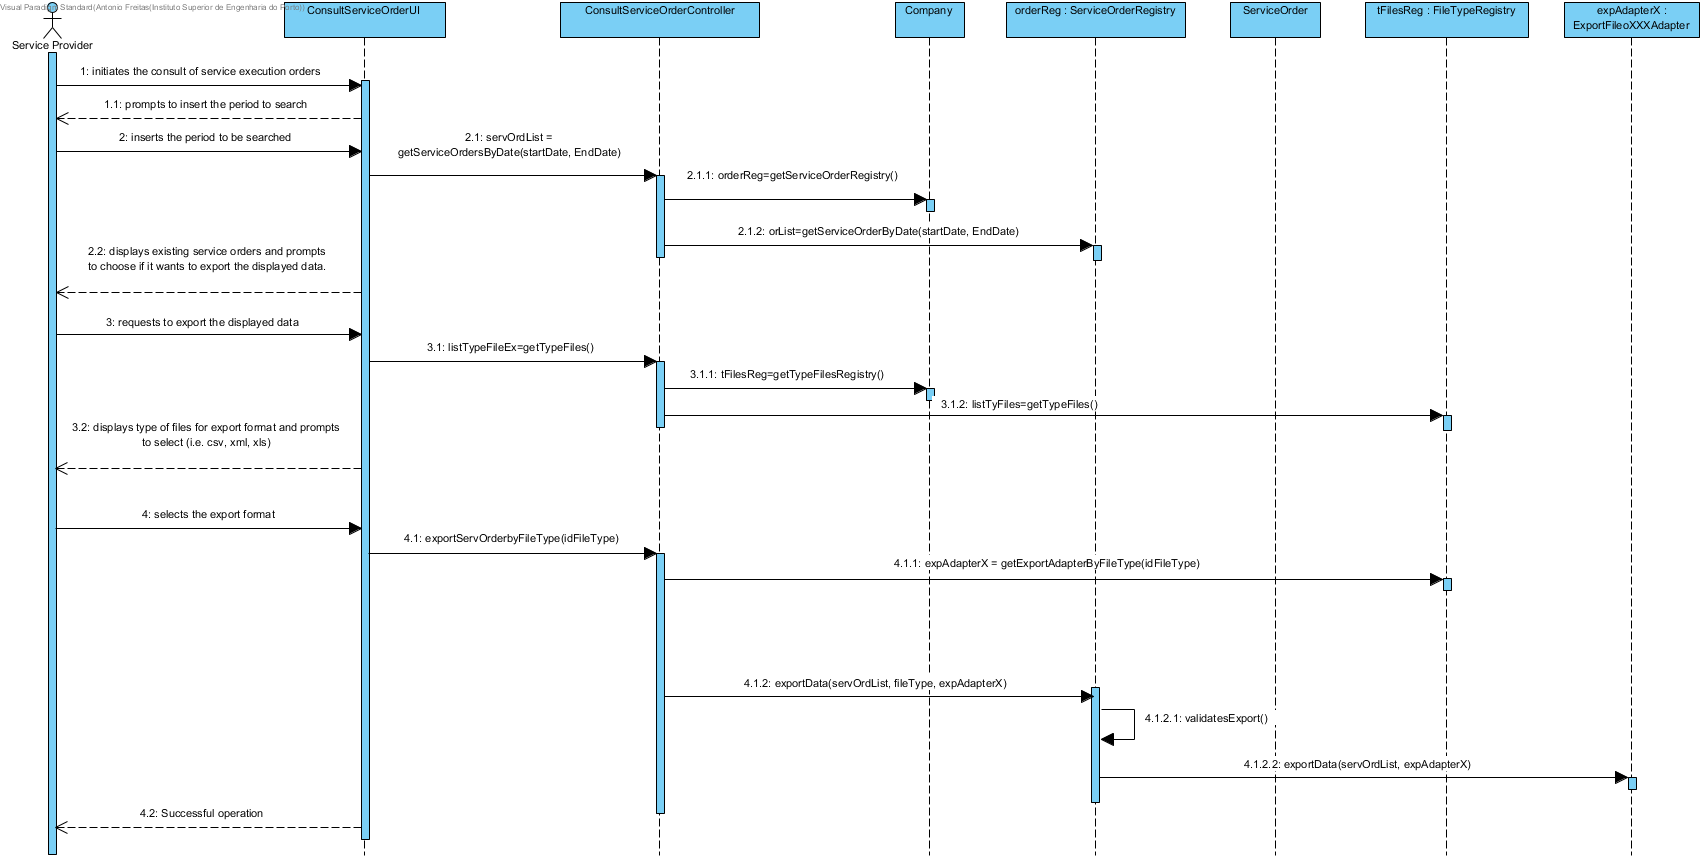 Visual Paradigm Standard(Antonio Freitas(Instituto Superior de Engenharia do Porto))
Service Provider
ConsultServiceOrderUI
ConsultServiceOrderController
Company
orderReg : ServiceOrderRegistry
ServiceOrder
tFilesReg : FileTypeRegistry
expAdapterX :
ExportFileoXXXAdapter
1: initiates the consult of service execution orders
1.1: prompts to insert the period to search
2: inserts the period to be searched
2.1: servOrdList =
getServiceOrdersByDate(startDate, EndDate)
2.1.1: orderReg=getServiceOrderRegistry()
2.1.2: orList=getServiceOrderByDate(startDate, EndDate)
2.2: displays existing service orders and prompts
to choose if it wants to export the displayed data.
3: requests to export the displayed data
3.1: listTypeFileEx=getTypeFiles()
3.1.1: tFilesReg=getTypeFilesRegistry()
3.1.2: listTyFiles=getTypeFiles()
3.2: displays type of files for export format and prompts
to select (i.e. csv, xml, xls)
4: selects the export format
4.1: exportServOrderbyFileType(idFileType)
4.1.1: expAdapterX = getExportAdapterByFileType(idFileType)
4.1.2: exportData(servOrdList, fileType, expAdapterX)
4.1.2.1: validatesExport()
4.1.2.2: exportData(servOrdList, expAdapterX)
4.2: Successful operation